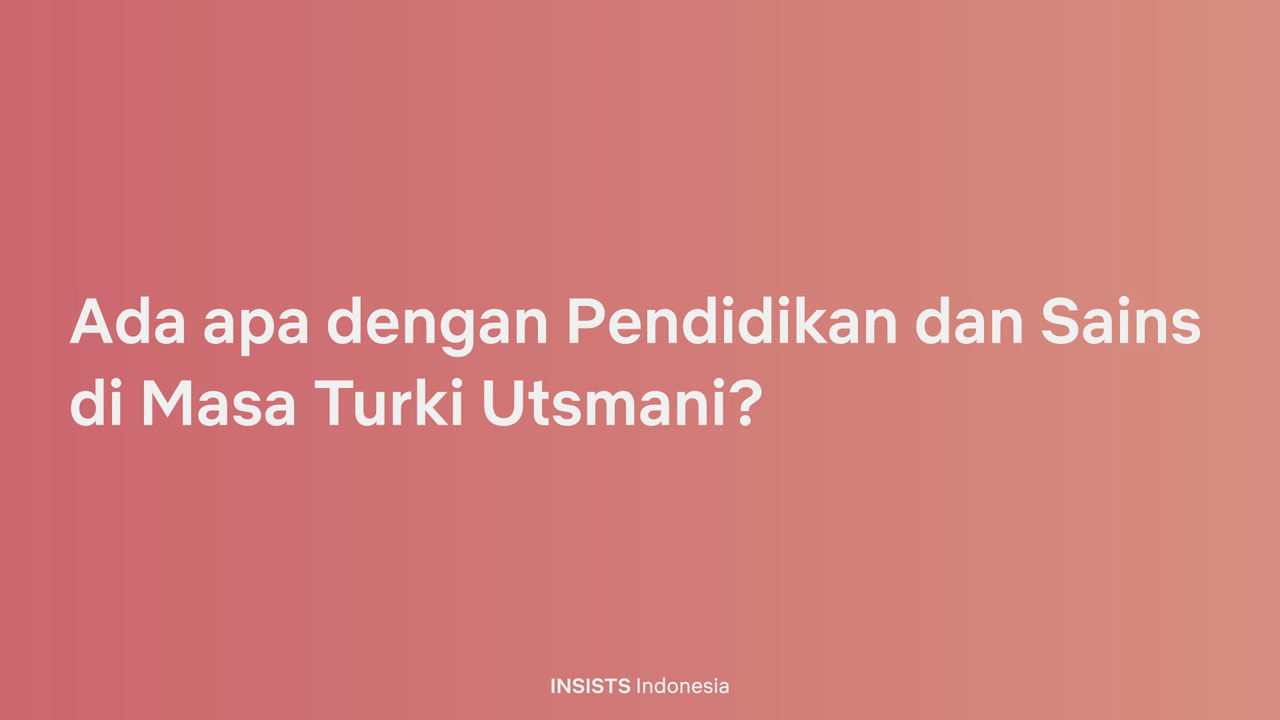 Ada apa dengan Pendidikan dan Sains
di Masa Turki Utsmani?
INSISTS Indonesia